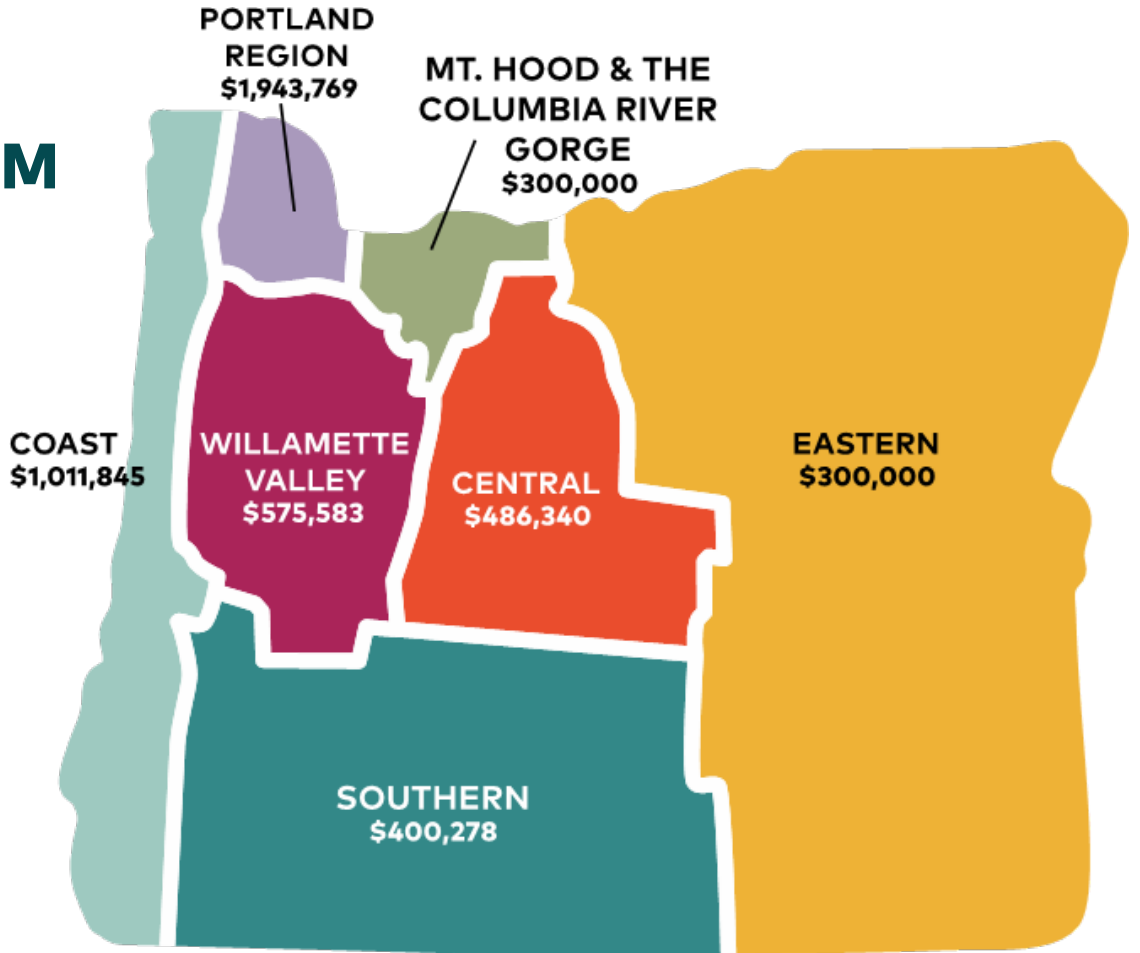 PORTLAND
REGION
$1,943,769
MT. HOOD & THE
COLUMBIA RIVER
GORGE
$300,000
M
COAST
$1,011,845
WILLAMETTE
VALLEY
$575,583
CENTRAL
$486,340
EASTERN
$300,000
SOUTHERN
$400,278